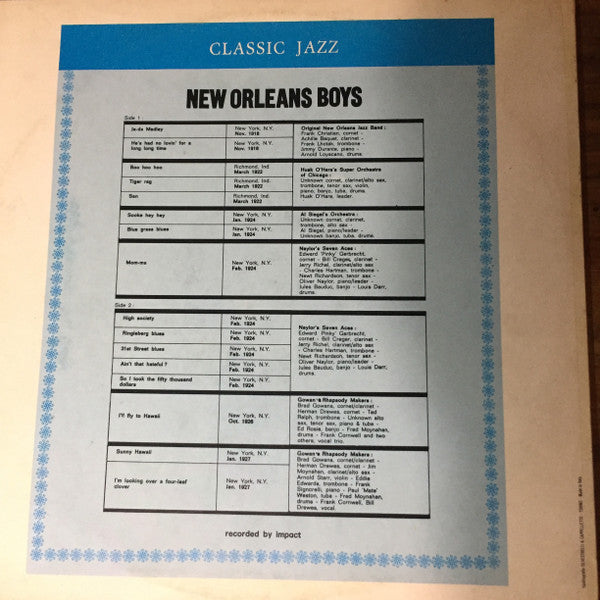 CLASSIC JAZZ
NEW ORLEANS BOYS
Side 1
Ja-da Medley
New York, N.Y.
Nov. 1918
He's had no lovin' for a
long long time
New York, N.Y.
Nov. 1918
Original New Orleans Jazz Band:
Frank Christian, cornet -
Achille Baquet, clarinet -
Frank Lhotak, trombone -
Jimmy Durante, piano -
Arnold Loyacano, drums
Boo hoo hoo
Richmond, Ind.
March 1922
Tiger rag
Richmond, Ind.
March 1922
San
Richmond, Ind.
March 1922
Husk O'Hara's Super Orchestra
of Chicago:
Unknown cornet, clarinet/alto sax,
trombone, tenor sax, violin,
piano, banjo, tuba, drums.
Husk O'Hara, leader.
Sooke hey hey
New York, N.Y.
Jan. 1924
Blue grass blues
New York, N.Y.
Jan. 1924
Al Siegel's Orchestra:
Unknown cornet, clarinet,
trombone, alto sax -
Al Siegel, piano/leader -
Unknown banjo, tuba, drums.
Mom-ma
New York, N.Y.
Feb. 1924
Naylor's Seven Aces:
Edward 'Pinky' Gerbrecht,
cornet - Bill Creger, clarinet -
Jerry Richel, clarinet/alto sax
- Charles Hartman, trombone -
Newt Richardson, tenor sax -
Oliver Naylor, piano/leader -
Jules Bauduc, banjo - Louis Darr,
drums.
Side 2
High society
New York, N.Y.
Feb. 1924
Ringleberg blues
New York, N.Y.
Feb. 1924
31st Street blues
New York, N.Y.
Feb. 1924
Ain't that hateful ?
New York, N.Y.
Feb. 1924
So I took the fifty thousand
dollars
New York, N.Y.
Feb. 1924
Naylor's Seven Aces:
Edward 'Pinky' Gerbrecht,
cornet - Bill Creger, clarinet -
Jerry Richel, clarinet/alto sax
- Charles Hartman, trombone -
Newt Richardson, tenor sax -
Oliver Naylor, piano/leader -
Jules Bauduc, banjo - Louis Darr,
drums.
I'll fly to Hawaii
New York, N.Y.
Oct. 1926
Gowan's Rhapsody Makers:
Brad Gowans, cornet/clarinet -
Herman Drewes, cornet - Ted
Ralph, trombone - Unknown alto
sax, tenor sax, piano & tuba -
Ed Rosie, banjo - Fred Moynahan,
drums - Frank Cornwell and two
others, vocal trio.
Sunny Hawaii
New York, N.Y.
Jan. 1927
I'm looking over a four-leaf
clover
New York, N.Y.
Jan. 1927
Gowan's Rhapsody Makers:
Brad Gowans, cornet/clarinet -
Herman Drewes, cornet - Jim
Moynahan, clarinet/alto sax -
Arnold Starr, violin - Eddie
Edwards, trombone - Frank
Signorelli, piano - Paul 'Mate'
Weston, tuba - Fred Moynahan,
drums - Frank Cornwell, Bill
Drewes, vocal
recorded by impact
TORINO - Made in Italy